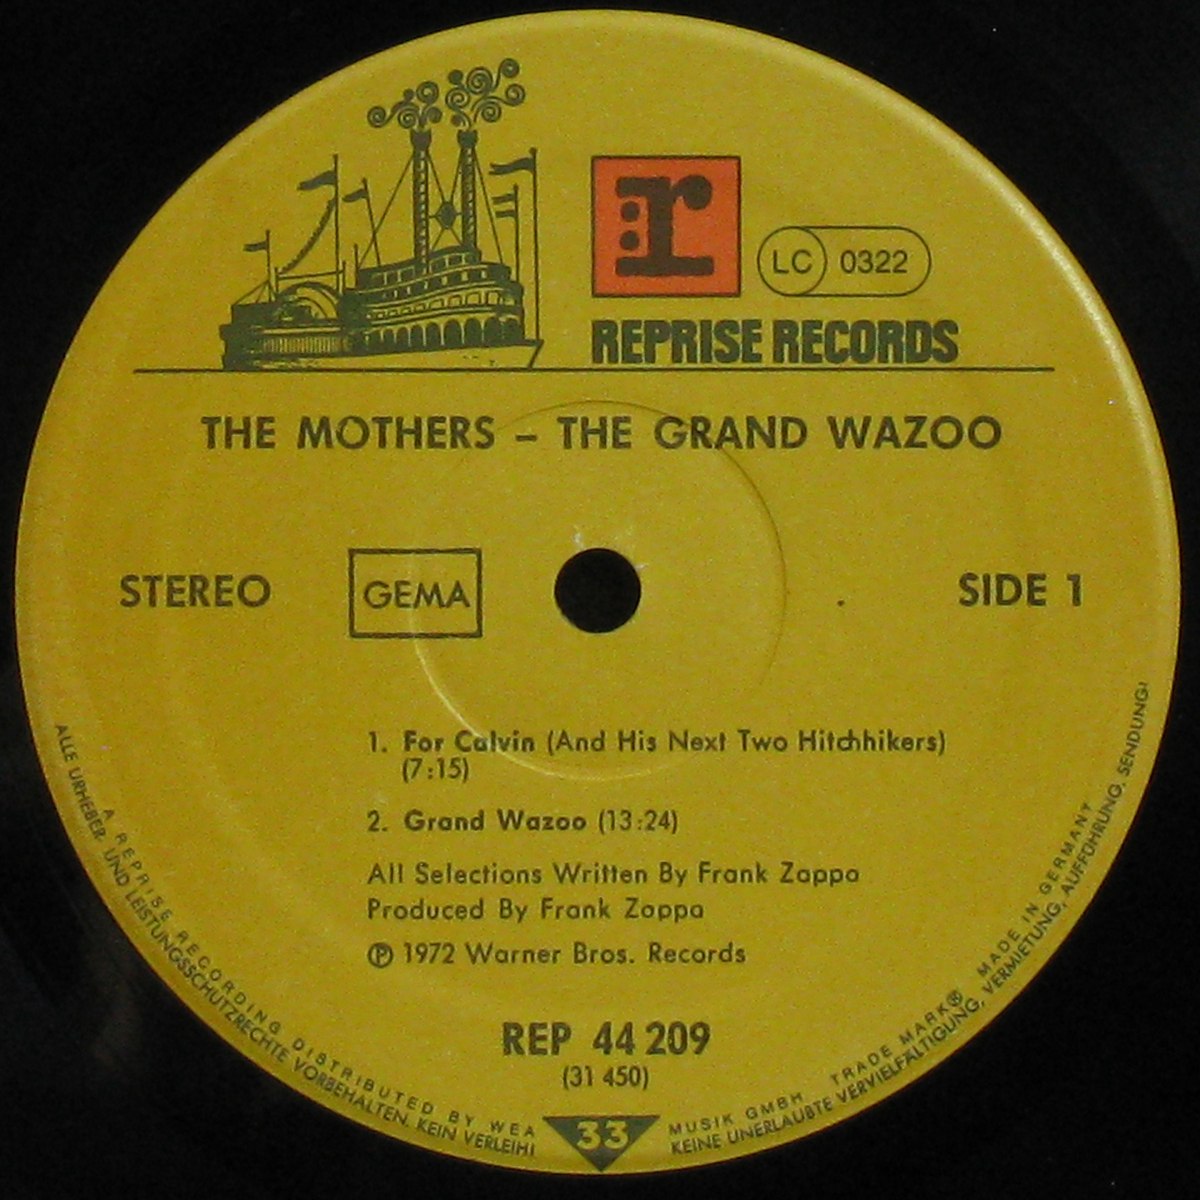 r
LC 0322
REPRISE RECORDS
THE MOTHERS – THE GRAND WAZOO
STEREO
GEMA
SIDE 1
1. For Calvin (And His Next Two Hitchhikers)
(7:15)
2. Grand Wazoo (13:24)
All Selections Written By Frank Zappa
Produced By Frank Zappa
℗ 1972 Warner Bros. Records
REP 44 209
(31 450)
33
A REPRISE RECORDING DISTRIBUTED BY WEA MUSIK GMBH TRADE MARK® MADE IN GERMANY
ALLE URHEBER- UND LEISTUNGSSCHUTZRECHTE VORBEHALTEN. KEIN VERLEIH! KEINE UNERLAUBTE VERVIELFÄLTIGUNG, VERMIETUNG, AUFFÜHRUNG, SENDUNG!